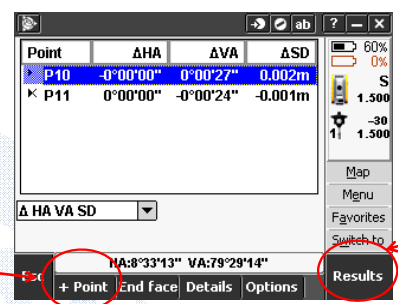 ab ? – ×
Point ΔHA ΔVA ΔSD
P10 -0°00'00" 0°00'27" 0.002m
P11 0°00'00" -0°00'24" -0.001m
60%
0%
S
1.500
-30
1 1.500
Map
Menu
Favorites
Switch to
Δ HA VA SD
HA:8°33'13" VA:79°29'14"
Esc + Point End face Details Options Results